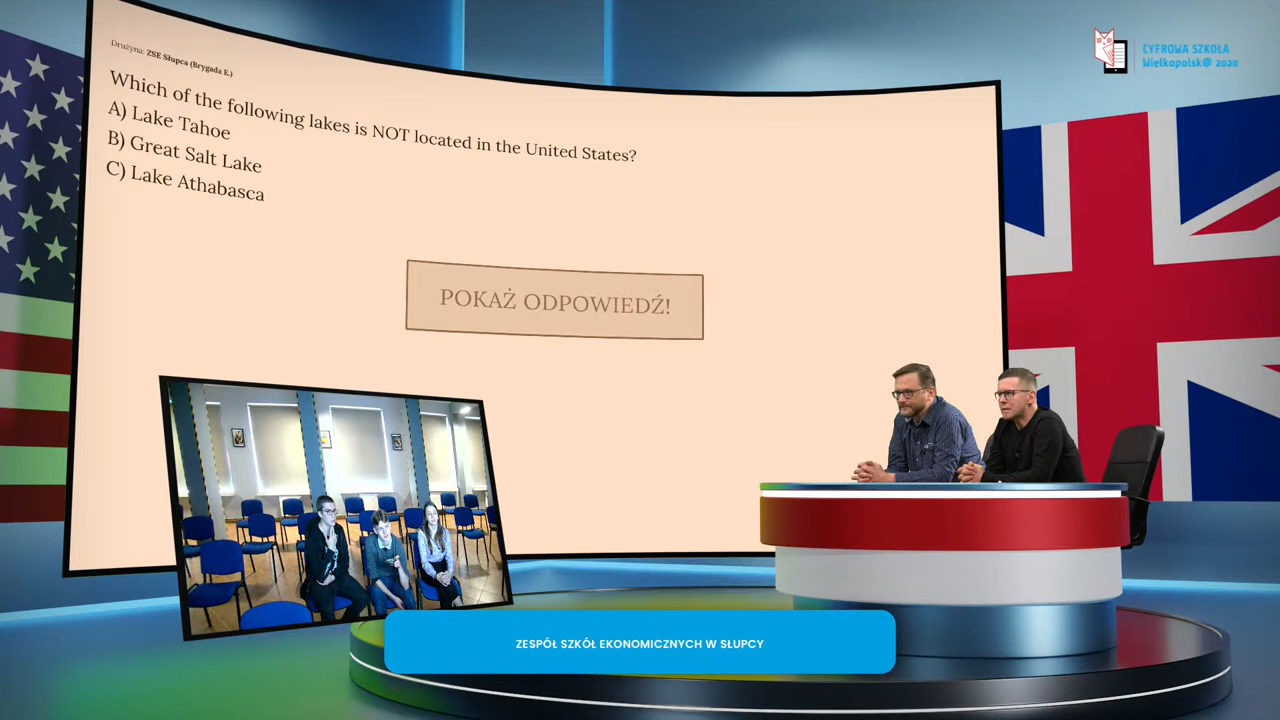 Drużyna: ZSE Słupca (Brygada E.)
Which of the following lakes is NOT located in the United States?
A) Lake Tahoe
B) Great Salt Lake
C) Lake Athabasca
POKAŻ ODPOWIEDŹ!
CYFROWA SZKOŁA
Wielkopolsk@ 2020
ZESPÓŁ SZKÓŁ EKONOMICZNYCH W SŁUPCY